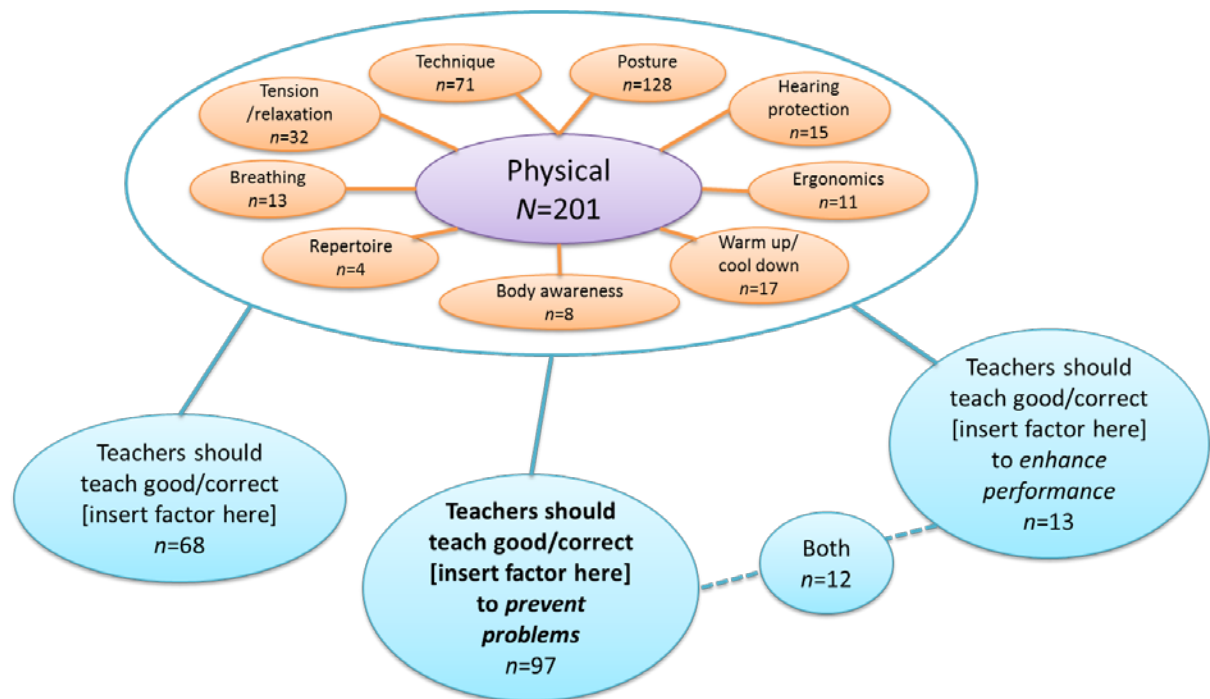 Technique
n=71
Posture
n=128
Tension
/relaxation
n=32
Hearing
protection
n=15
Physical
N=201
Breathing
n=13
Ergonomics
n=11
Repertoire
n=4
Warm up/
cool down
n=17
Body awareness
n=8
Teachers should
teach good/correct
[insert factor here]
n=68
Teachers should
teach good/correct
[insert factor here]
to prevent
problems
n=97
Both
n=12
Teachers should
teach good/correct
[insert factor here]
to enhance
performance
n=13